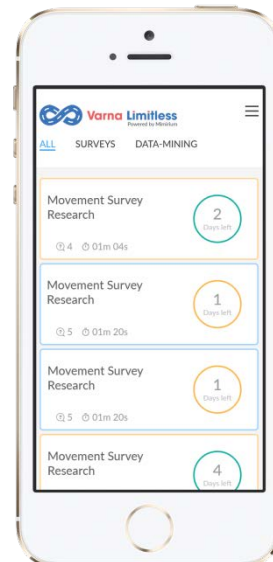 Varna Limitless
Powered by Mimirium
ALL SURVEYS DATA-MINING
Movement Survey
Research
2
Days left
4 01m 04s
Movement Survey
Research
1
Days left
5 01m 20s
Movement Survey
Research
1
Days left
5 01m 20s
Movement Survey
Research
4
Days left